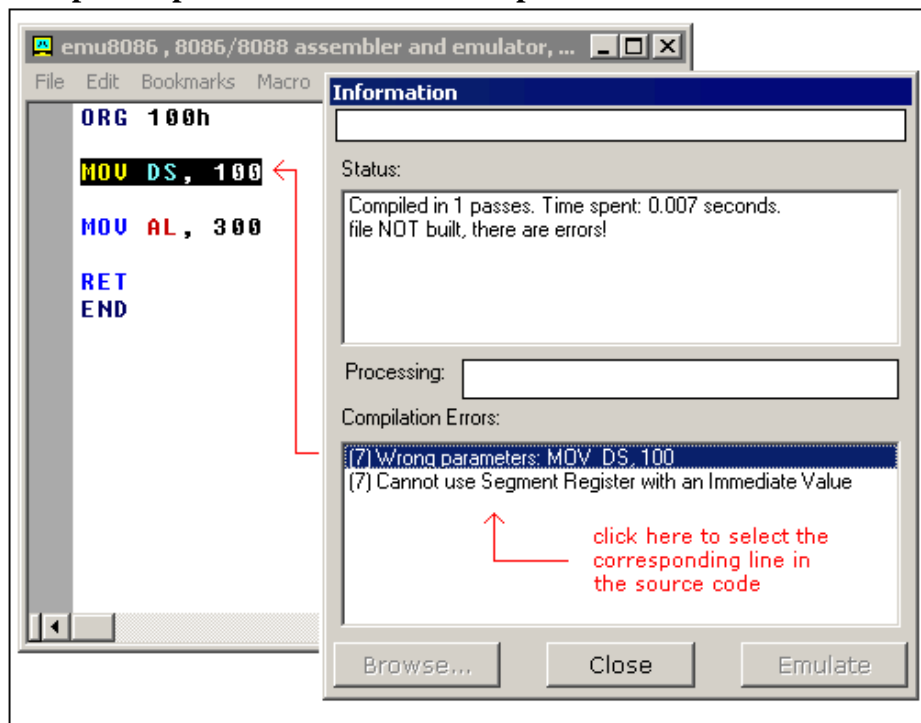 emu8086 , 8086/8088 assembler and emulator, ...
File Edit Bookmarks Macro
ORG 100h
MOV DS, 100
MOV AL, 300
RET
END
Information
Status:
Compiled in 1 passes. Time spent: 0.007 seconds.
file NOT built, there are errors!
Processing:
Compilation Errors:
(7) Wrong parameters: MOV DS, 100
(7) Cannot use Segment Register with an Immediate Value
click here to select the
corresponding line in
the source code
Browse...
Close
Emulate